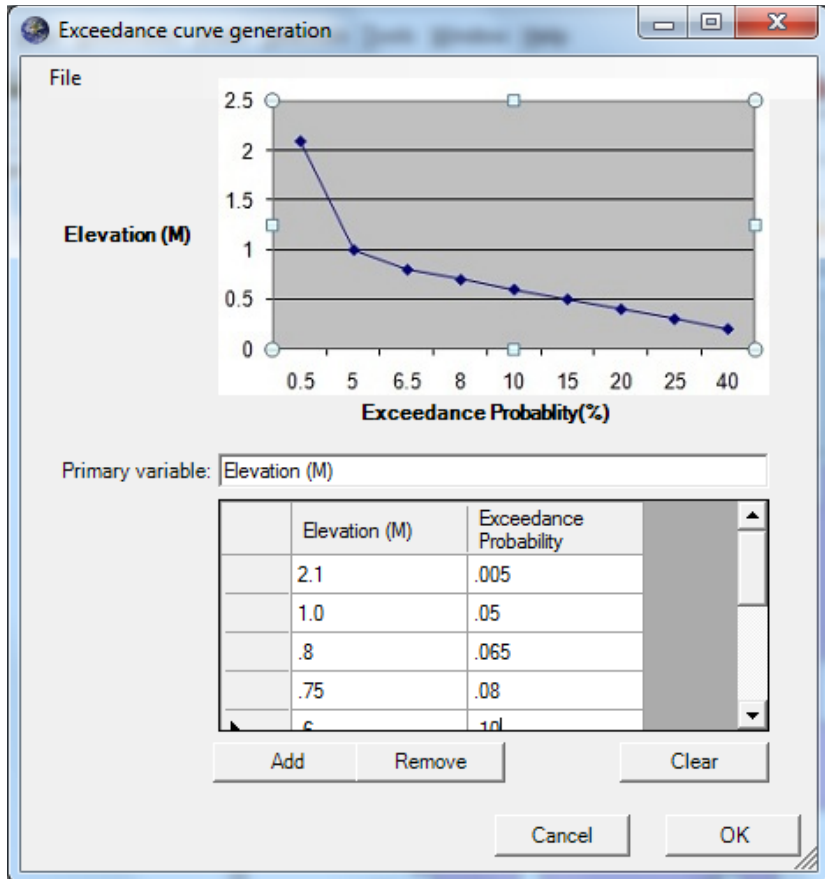 Exceedance curve generation
File
2.5
2
1.5
1
0.5
0
Elevation (M)
0.5 5 6.5 8 10 15 20 25 40
Exceedance Probablity(%)
Primary variable: Elevation (M)
Elevation (M) Exceedance
Probability
2.1 .005
1.0 .05
.8 .065
.75 .08
.10
Add Remove Clear
Cancel OK